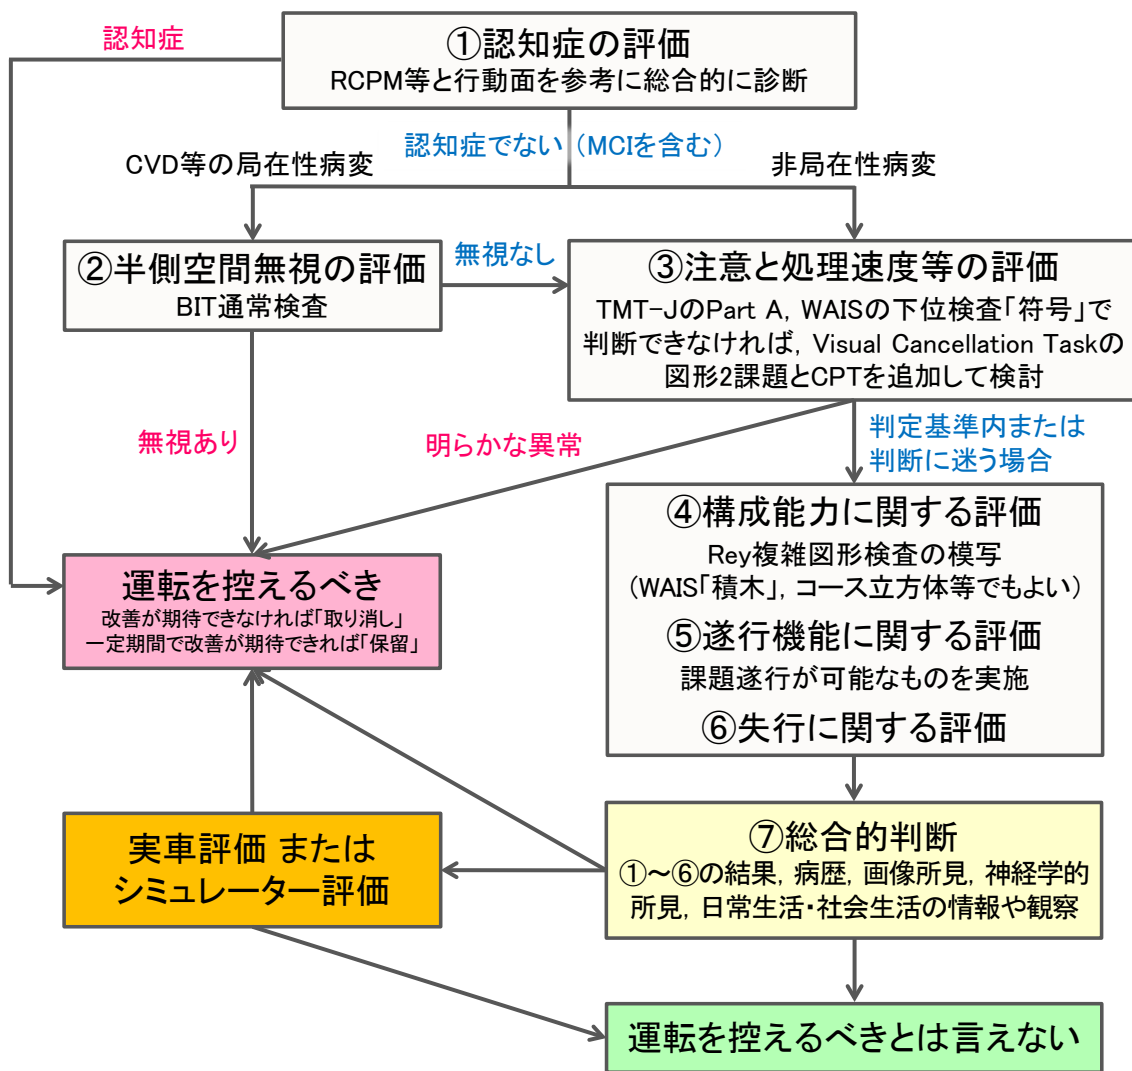 ①認知症の評価
RCPM等と行動面を参考に総合的に診断
認知症
認知症でない（MCIを含む）
CVD等の局在性病変
非局在性病変
②半側空間無視の評価
BIT通常検査
無視なし
③注意と処理速度等の評価
TMT-JのPart A, WAISの下位検査「符号」で
判断できなければ, Visual Cancellation Taskの
図形2課題とCPTを追加して検討
無視あり
明らかな異常
判定基準内または
判断に迷う場合
④構成能力に関する評価
Rey複雑図形検査の模写
（WAIS「積木」, コース立方体等でもよい）
⑤遂行機能に関する評価
課題遂行が可能なものを実施
⑥失行に関する評価
運転を控えるべき
改善が期待できなければ「取り消し」
一定期間で改善が期待できれば「保留」
実車評価 または
シミュレーター評価
⑦総合的判断
①～⑥の結果, 病歴, 画像所見, 神経学的
所見, 日常生活・社会生活の情報や観察
運転を控えるべきとは言えない